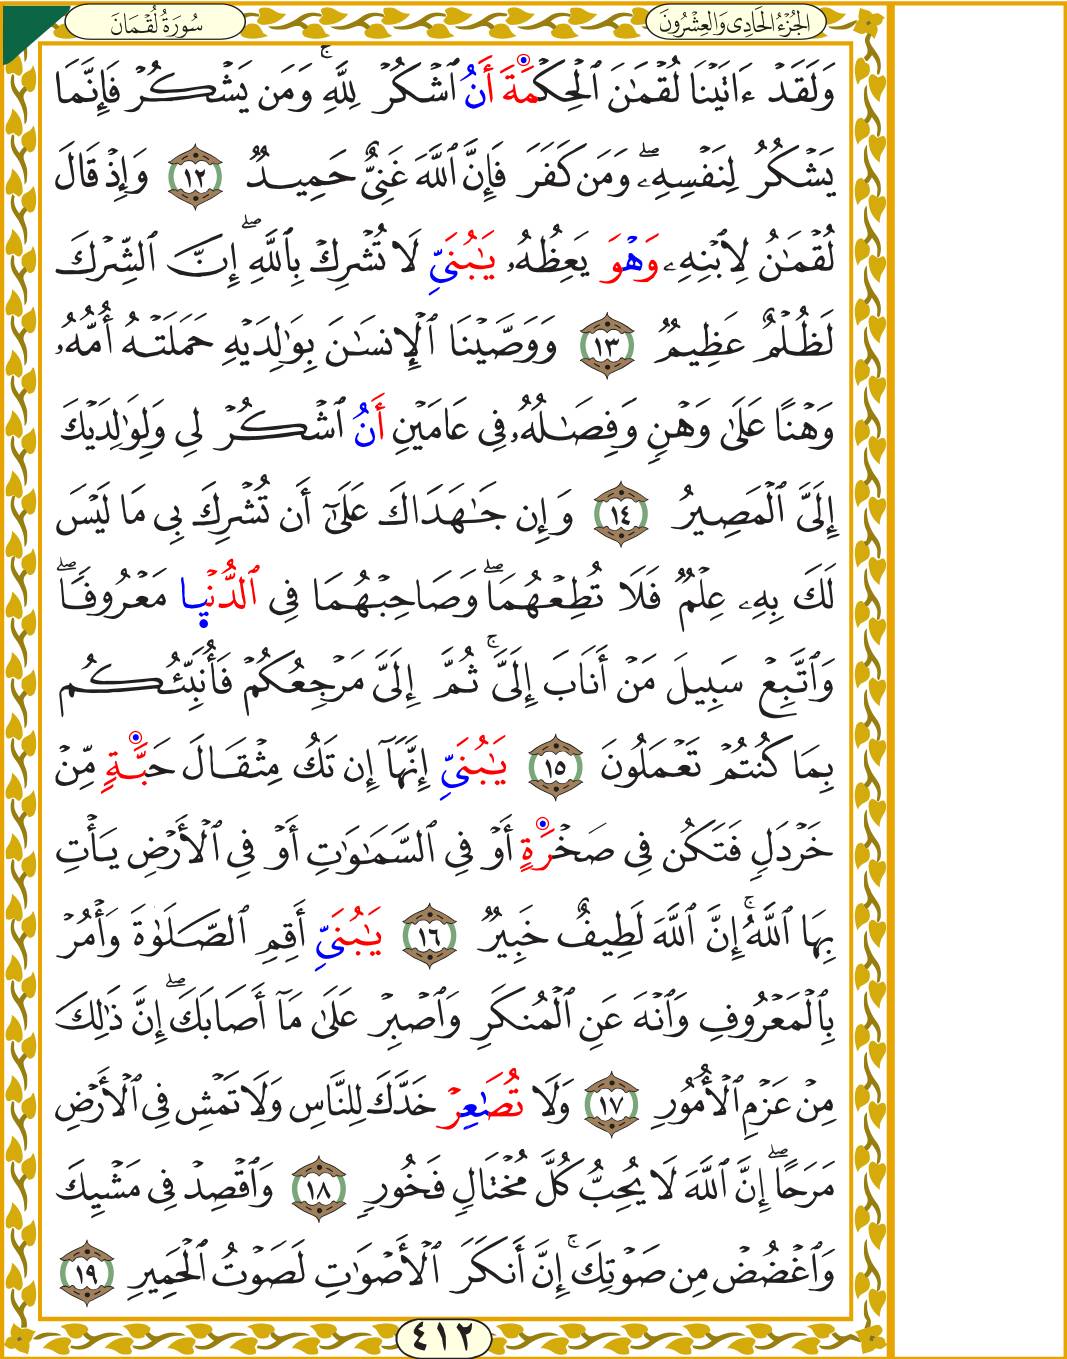 سُورَةُ لُقْمَانَ
الجُزْءُ الحَادِى وَالعِشْرُونَ
وَلَقَدْ ءَاتَيْنَا لُقْمَـٰنَ ٱلْحِكْمَةَ أَنُ ٱشْكُرْ لِلَّهِ ۚ وَمَن يَشْكُرْ فَإِنَّمَا
يَشْكُرُ لِنَفْسِهِۦ ۖ وَمَن كَفَرَ فَإِنَّ ٱللَّهَ غَنِىٌّ حَمِيدٌ ١٢ وَإِذْ قَالَ
لُقْمَـٰنُ لِٱبْنِهِۦ وَهْوَ يَعِظُهُۥ يَـٰبُنَىِّ لَا تُشْرِكْ بِٱللَّهِ ۖ إِنَّ ٱلشِّرْكَ
لَظُلْمٌ عَظِيمٌ ١٣ وَوَصَّيْنَا ٱلْإِنسَـٰنَ بِوَٰلِدَيْهِ حَمَلَتْهُ أُمُّهُۥ
وَهْنًا عَلَىٰ وَهْنٍ وَفِصَـٰلُهُۥ فِى عَامَيْنِ أَنُ ٱشْكُرْ لِى وَلِوَٰلِدَيْكَ
إِلَىَّ ٱلْمَصِيرُ ١٤ وَإِن جَـٰهَدَاكَ عَلَىٰٓ أَن تُشْرِكَ بِى مَا لَيْسَ
لَكَ بِهِۦ عِلْمٌ فَلَا تُطِعْهُمَا ۖ وَصَاحِبْهُمَا فِى ٱلدُّنْيَا مَعْرُوفًا ۖ
وَٱتَّبِعْ سَبِيلَ مَنْ أَنَابَ إِلَىَّ ۚ ثُمَّ إِلَىَّ مَرْجِعُكُمْ فَأُنَبِّئُكُم
بِمَا كُنتُمْ تَعْمَلُونَ ١٥ يَـٰبُنَىِّ إِنَّهَآ إِن تَكُ مِثْقَالَ حَبَّةٍ مِّنْ
خَرْدَلٍ فَتَكُن فِى صَخْرَةٍ أَوْ فِى ٱلسَّمَـٰوَٰتِ أَوْ فِى ٱلْأَرْضِ يَأْتِ
بِهَا ٱللَّهُ ۚ إِنَّ ٱللَّهَ لَطِيفٌ خَبِيرٌ ١٦ يَـٰبُنَىِّ أَقِمِ ٱلصَّلَوٰةَ وَأْمُرْ
بِٱلْمَعْرُوفِ وَٱنْهَ عَنِ ٱلْمُنكَرِ وَٱصْبِرْ عَلَىٰ مَآ أَصَابَكَ ۖ إِنَّ ذَٰلِكَ
مِنْ عَزْمِ ٱلْأُمُورِ ١٧ وَلَا تُصَـٰعِرْ خَدَّكَ لِلنَّاسِ وَلَا تَمْشِ فِى ٱلْأَرْضِ
مَرَحًا ۖ إِنَّ ٱللَّهَ لَا يُحِبُّ كُلَّ مُخْتَالٍ فَخُورٍ ١٨ وَٱقْصِدْ فِى مَشْيِكَ
وَٱغْضُضْ مِن صَوْتِكَ ۚ إِنَّ أَنكَرَ ٱلْأَصْوَٰتِ لَصَوْتُ ٱلْحَمِيرِ ١٩
٤١٢